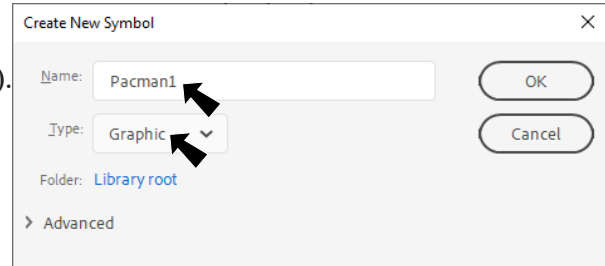 Create New Symbol
).
Name: Pacman1 OK
Type: Graphic Cancel
Folder: Library root
Advanced